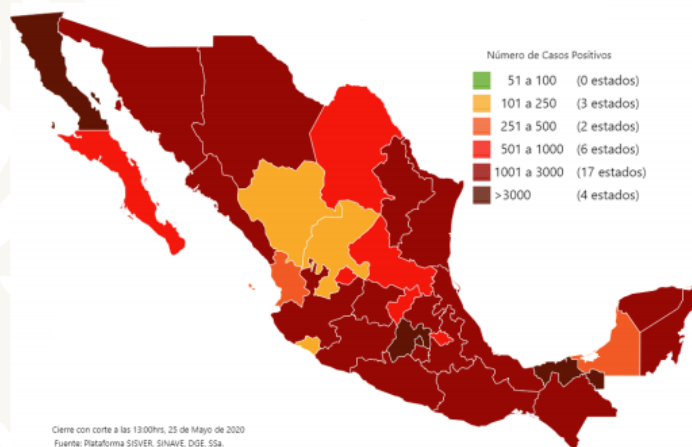 Número de Casos Positivos
51 a 100 (0 estados)
101 a 250 (3 estados)
251 a 500 (2 estados)
501 a 1000 (6 estados)
1001 a 3000 (17 estados)
>3000 (4 estados)
Cierre con corte a las 13:00hrs, 25 de Mayo de 2020
Fuente: Plataforma SISVER, SINAVE, DGE, SSa.